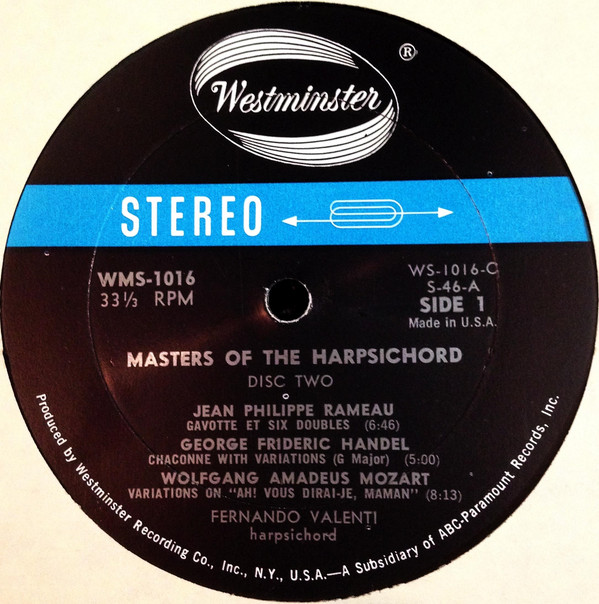 Westminster ®
STEREO
WMS-1016
33⅓ RPM
WS-1016-C
S-46-A
SIDE 1
Made in U.S.A.
MASTERS OF THE HARPSICHORD
DISC TWO
JEAN PHILIPPE RAMEAU
GAVOTTE ET SIX DOUBLES (6:46)
GEORGE FRIDERIC HANDEL
CHACONNE WITH VARIATIONS (G Major) (5:00)
WOLFGANG AMADEUS MOZART
VARIATIONS ON "AH! VOUS DIRAI-JE, MAMAN" (8:13)
FERNANDO VALENTI
harpsichord
Produced by Westminster Recording Co., Inc., N.Y., U.S.A.—A Subsidiary of ABC-Paramount Records, Inc.